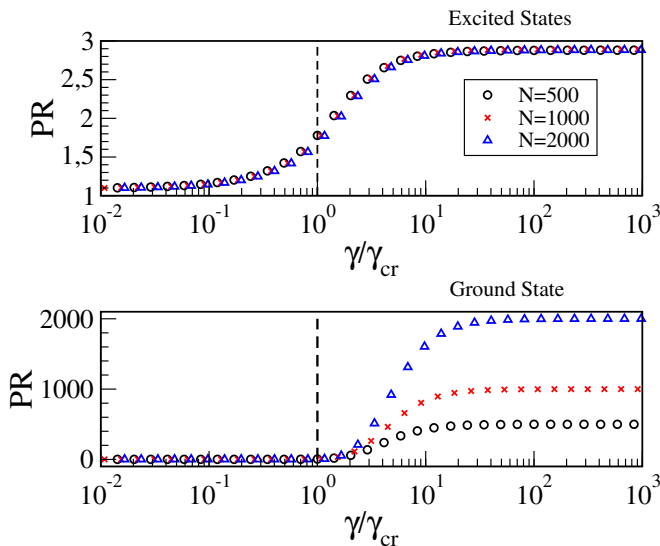 Excited States
PR
3
2,5
2
1,5
1
N=500
N=1000
N=2000
10^-2 10^-1 10^0 10^1 10^2 10^3
γ/γ_cr
Ground State
PR
2000
1000
0
10^-2 10^-1 10^0 10^1 10^2 10^3
γ/γ_cr